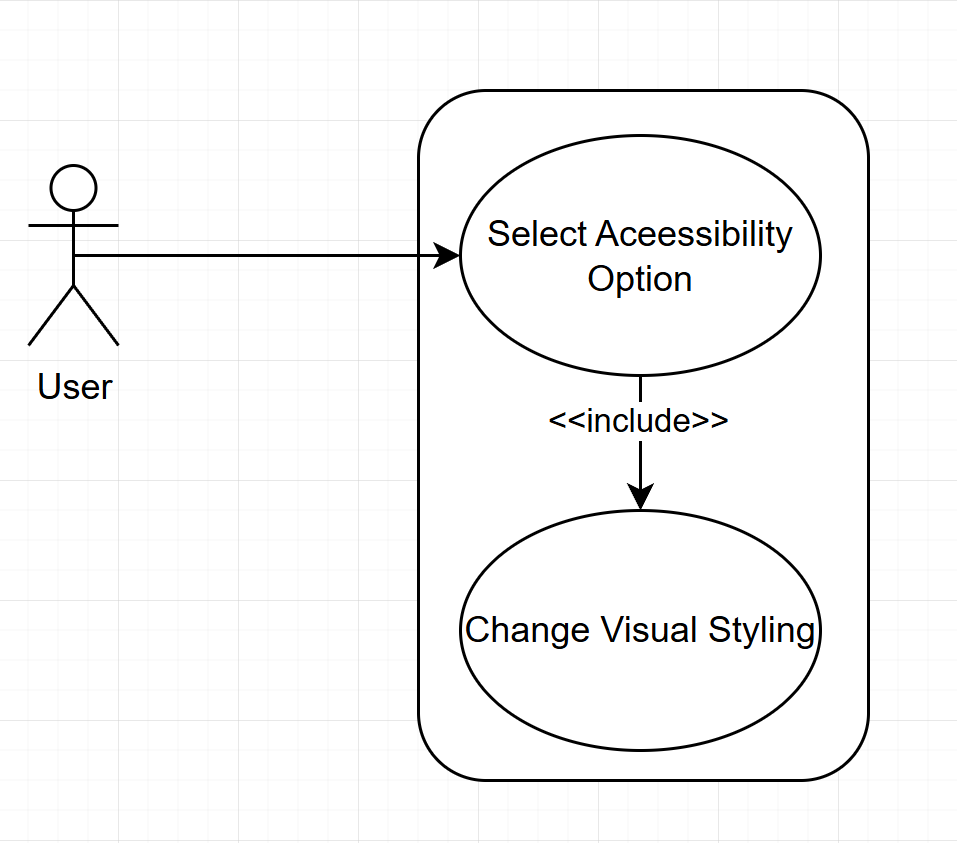 Select Aceessibility
Option
User
<<include>>
Change Visual Styling